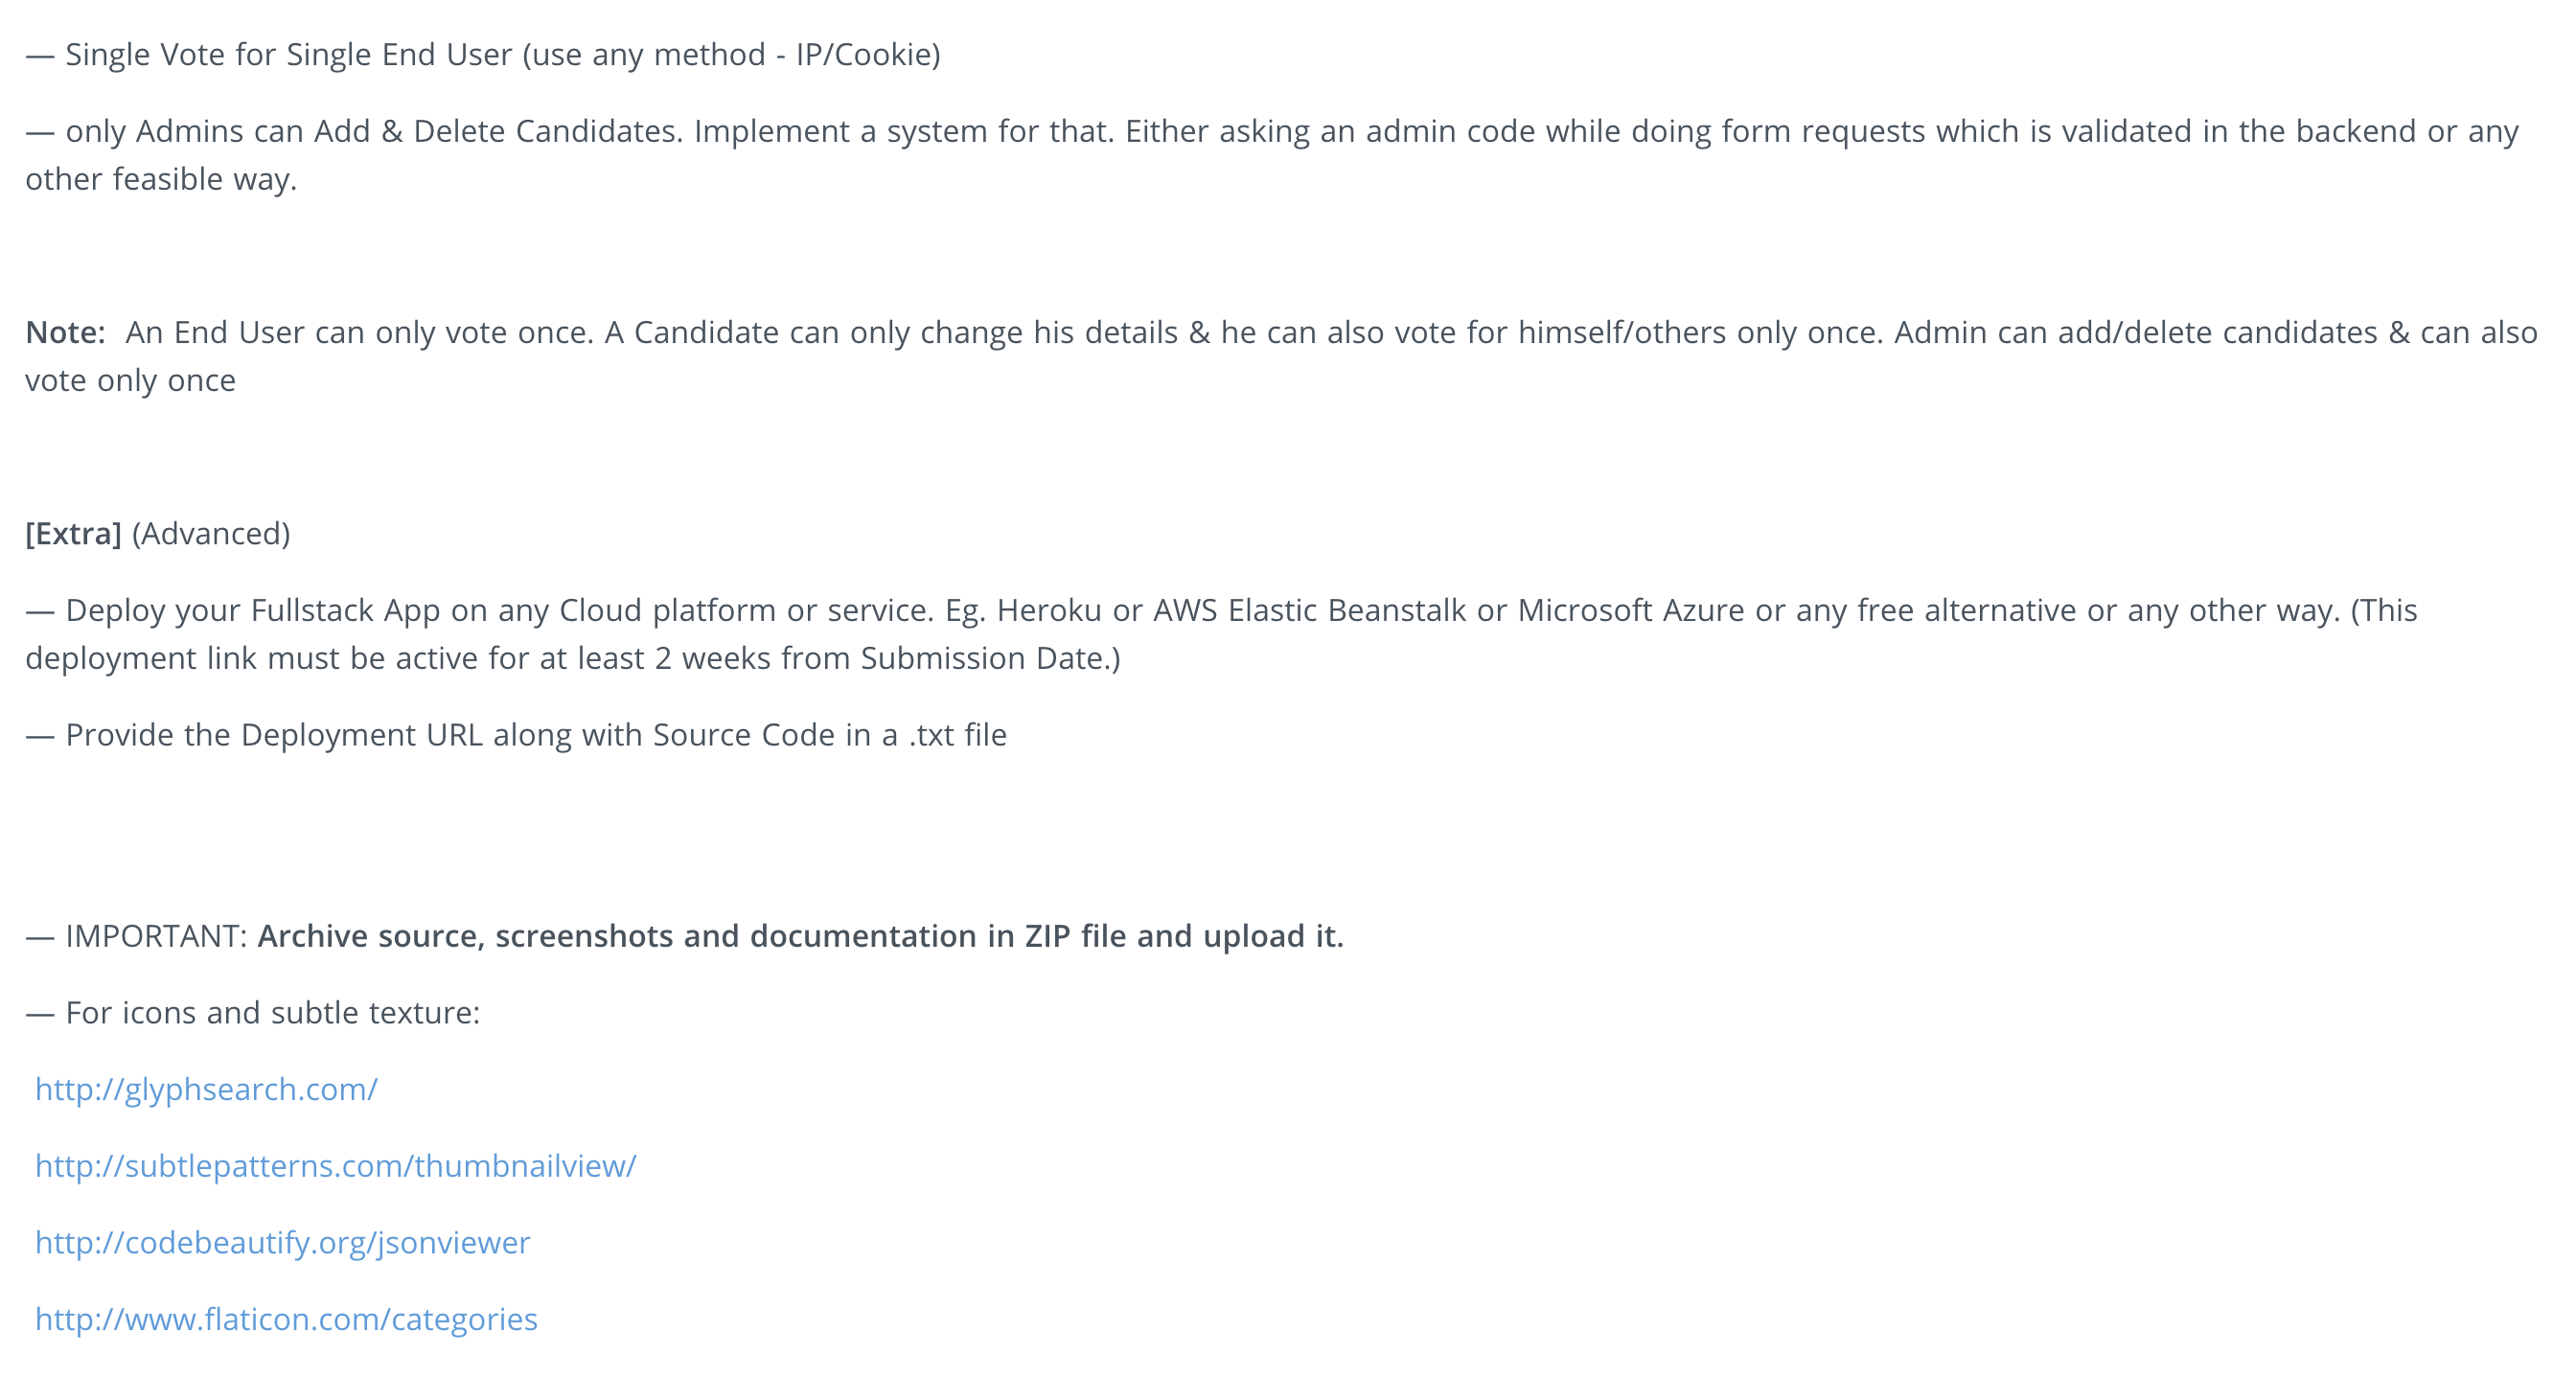 — Single Vote for Single End User (use any method - IP/Cookie)
— only Admins can Add & Delete Candidates. Implement a system for that. Either asking an admin code while doing form requests which is validated in the backend or any
other feasible way.
Note:  An End User can only vote once. A Candidate can only change his details & he can also vote for himself/others only once. Admin can add/delete candidates & can also
vote only once
[Extra] (Advanced)
— Deploy your Fullstack App on any Cloud platform or service. Eg. Heroku or AWS Elastic Beanstalk or Microsoft Azure or any free alternative or any other way. (This
deployment link must be active for at least 2 weeks from Submission Date.)
— Provide the Deployment URL along with Source Code in a .txt file
— IMPORTANT: Archive source, screenshots and documentation in ZIP file and upload it.
— For icons and subtle texture:
http://glyphsearch.com/
http://subtlepatterns.com/thumbnailview/
http://codebeautify.org/jsonviewer
http://www.flaticon.com/categories